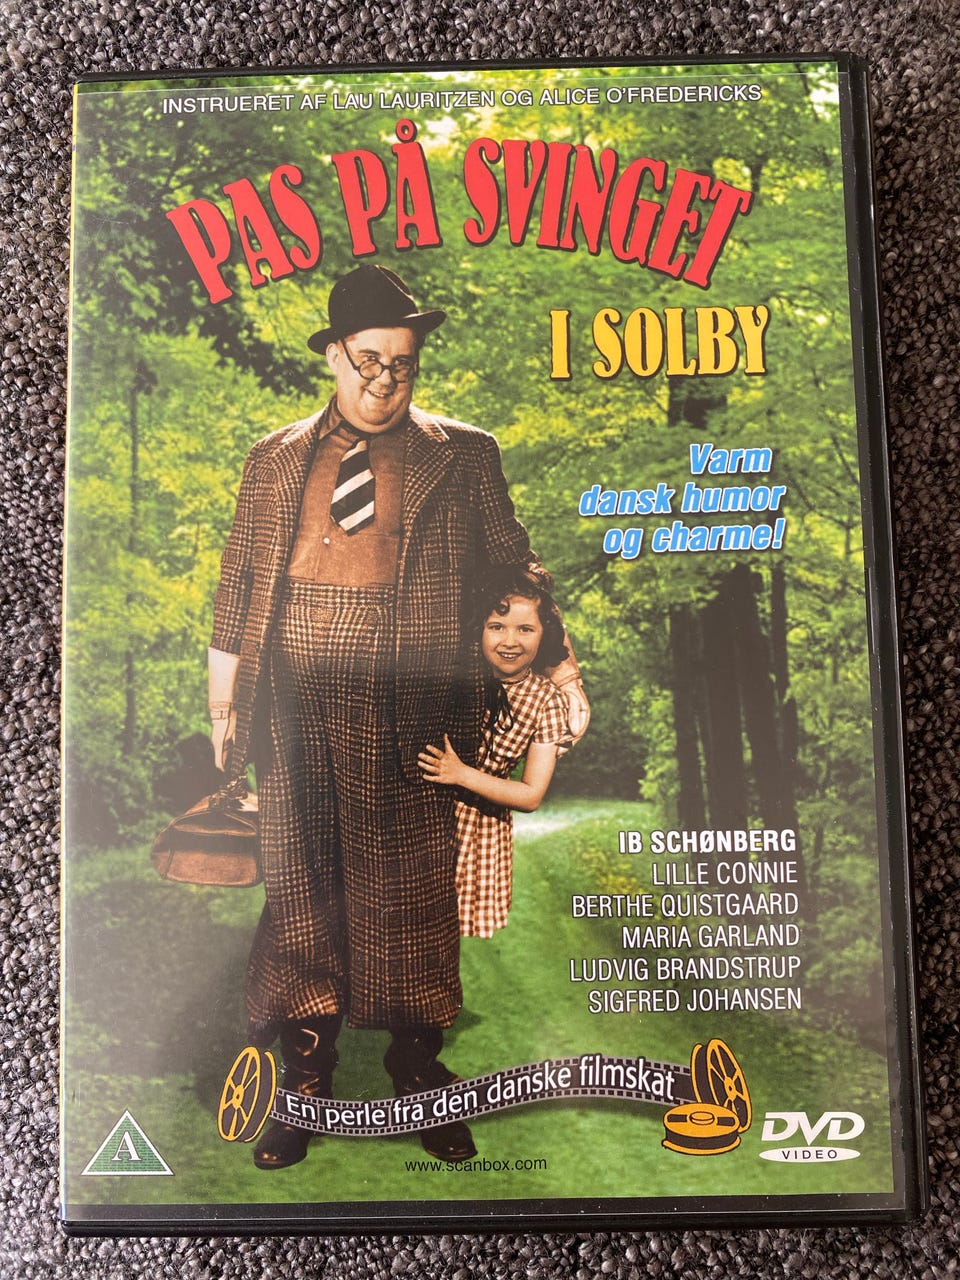 INSTRUERET AF LAU LAURITZEN OG ALICE O'FREDERICKS
PAS PÅ SVINGET
I SOLBY
Varm
dansk humor
og charme!
IB SCHØNBERG
LILLE CONNIE
BERTHE QUISTGAARD
MARIA GARLAND
LUDVIG BRANDSTRUP
SIGFRED JOHANSEN
En perle fra den danske filmskat
A
DVD
VIDEO
www.scanbox.com